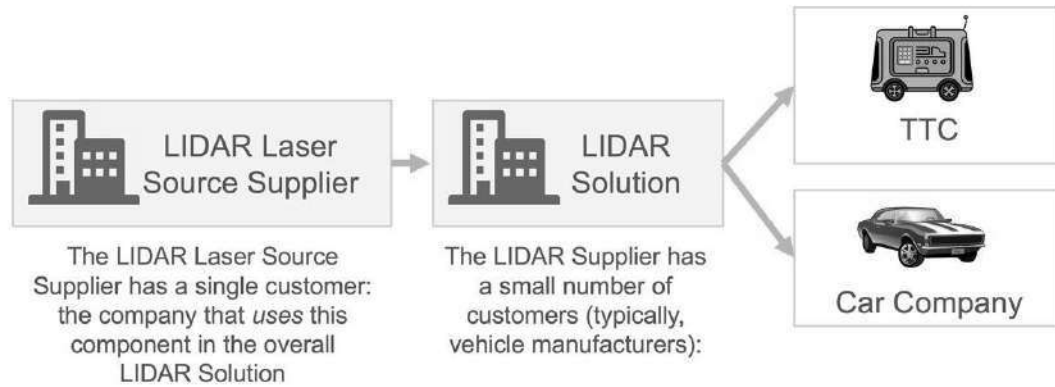 LIDAR Laser
Source Supplier
LIDAR
Solution
TTC
Car Company
The LIDAR Laser Source
Supplier has a single customer:
the company that uses this
component in the overall
LIDAR Solution
The LIDAR Supplier has
a small number of
customers (typically,
vehicle manufacturers):